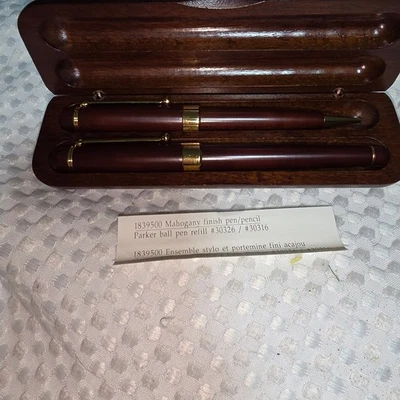 1839500 Mahogany finish pen/pencil
Parker ball pen refill #30326 / #30316
1839500 Ensemble stylo et portemine fini acajou